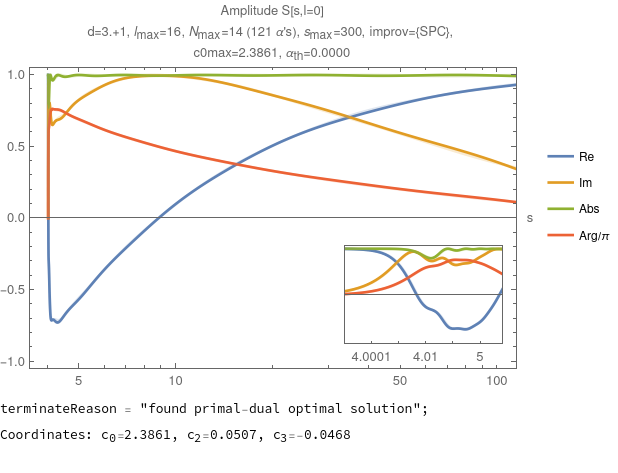 Amplitude S[s,l=0]
d=3.+1, lmax=16, Nmax=14 (121 α's), smax=300, improv={SPC},
c0max=2.3861, αth=0.0000
1.0
0.5
0.0
−0.5
−1.0
5
10
50
100
s
4.0001
4.01
5
Re
Im
Abs
Arg/π
terminateReason = "found primal-dual optimal solution";
Coordinates: c0=2.3861, c2=0.0507, c3=-0.0468